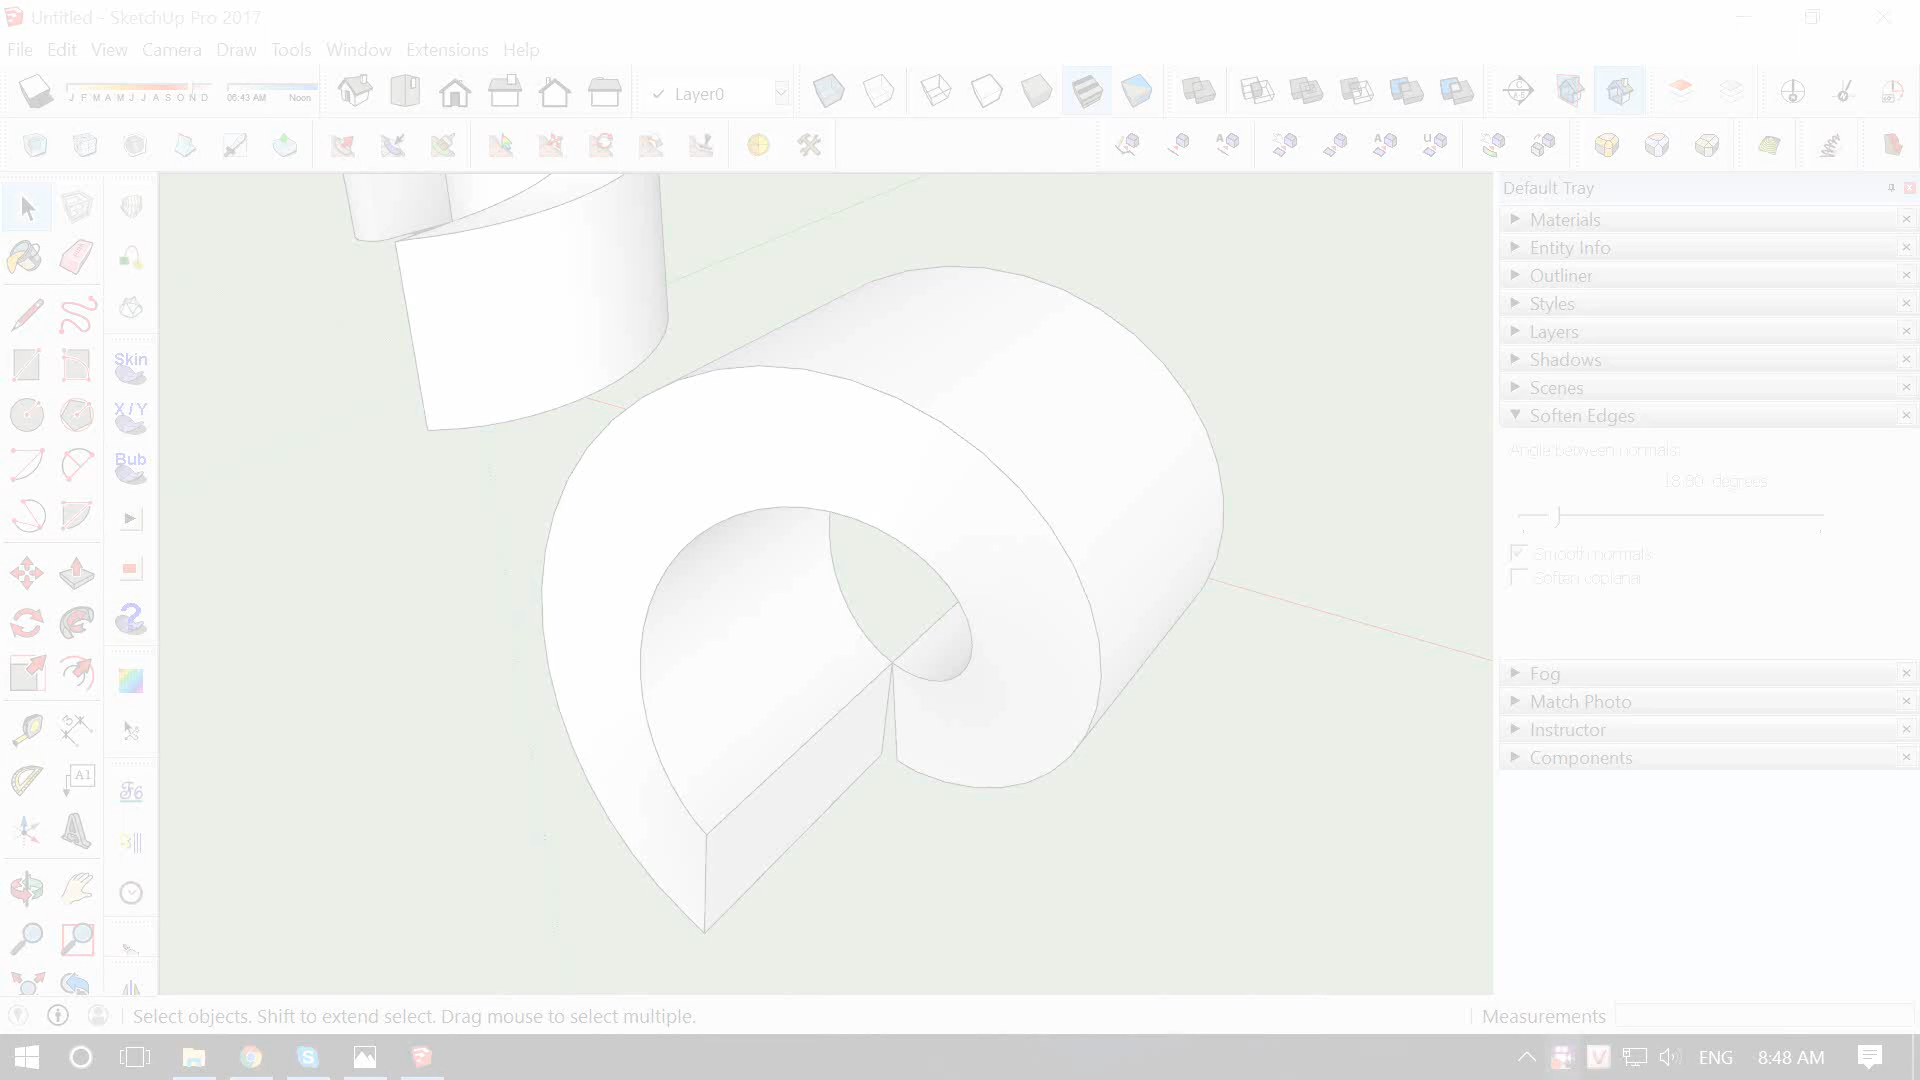 Untitled - SketchUp Pro 2017
File Edit View Camera Draw Tools Window Extensions Help
J F M A M J J A S O N D 06:43 AM Noon
Layer0
Default Tray
Materials
Entity Info
Outliner
Styles
Layers
Shadows
Scenes
Soften Edges
Angle between normals:
18.90 degrees
Smooth normals
Soften coplanar
Fog
Match Photo
Instructor
Components
Skin
X/Y
Bub
A1
Select objects. Shift to extend select. Drag mouse to select multiple.
Measurements
ENG
8:48 AM